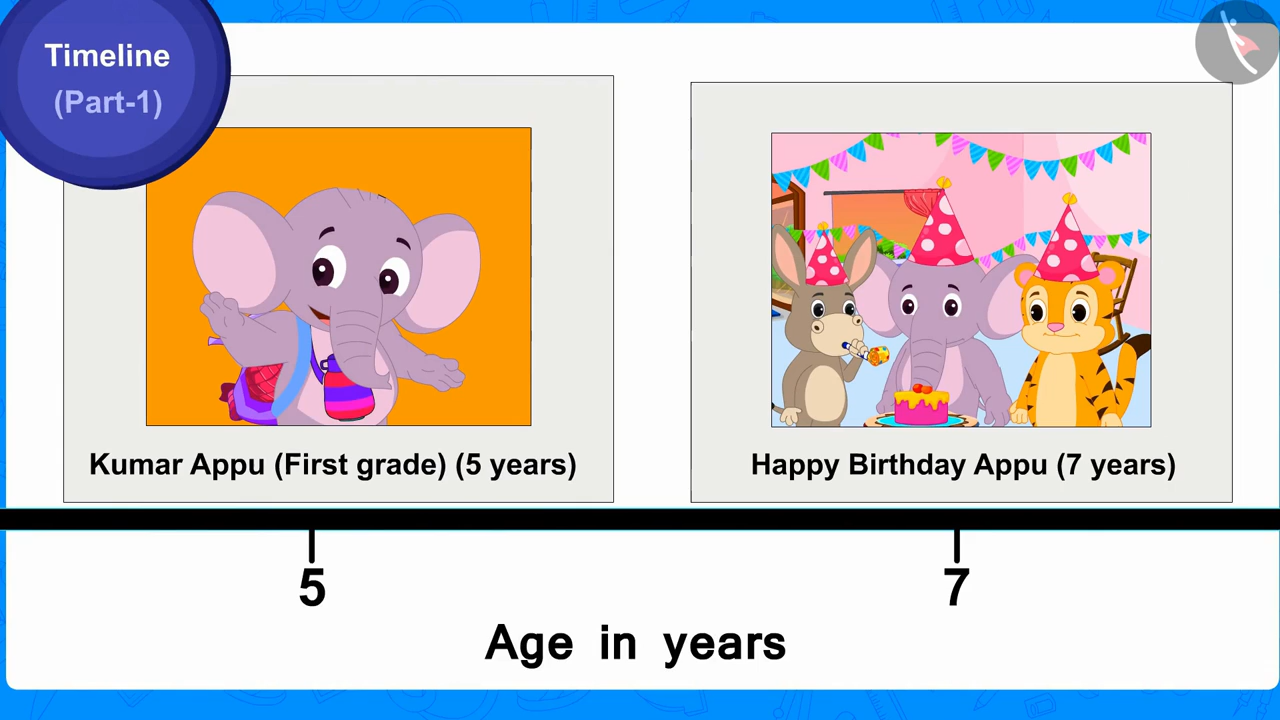 Timeline
(Part-1)
Kumar Appu (First grade) (5 years)
Happy Birthday Appu (7 years)
5
7
Age in years